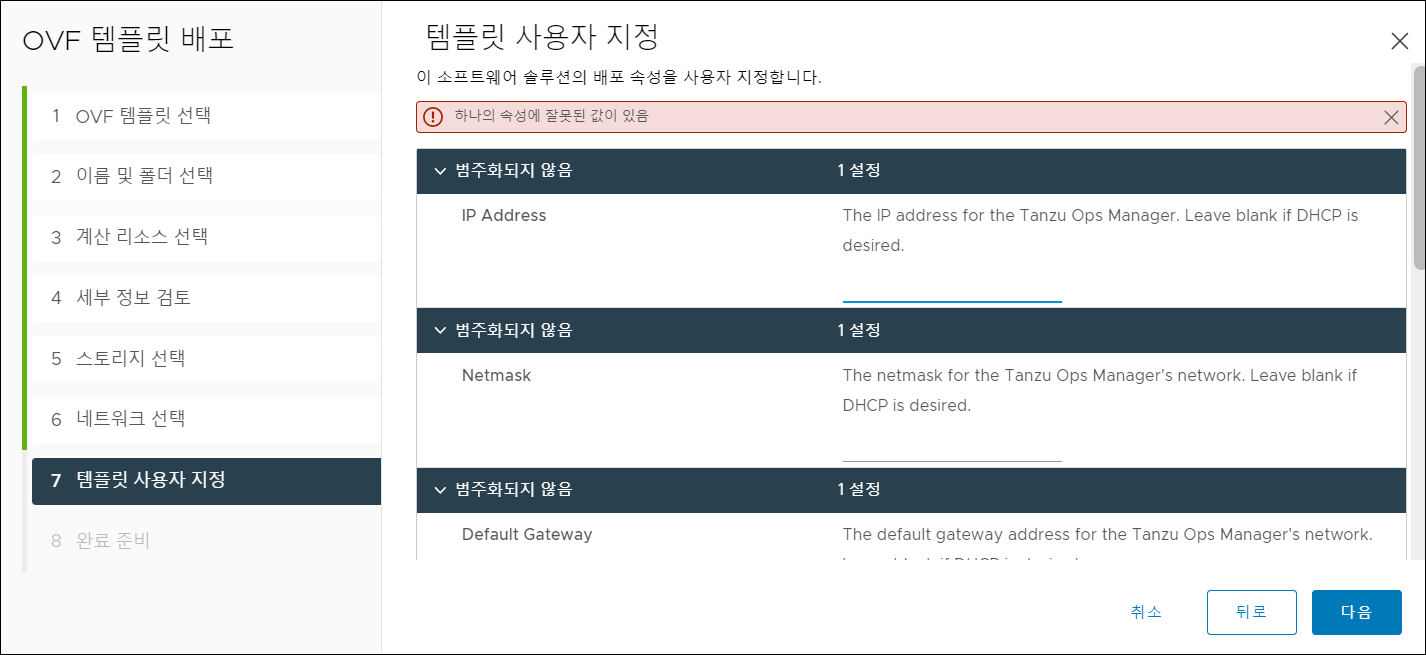 OVF 템플릿 배포
1 OVF 템플릿 선택
2 이름 및 폴더 선택
3 계산 리소스 선택
4 세부 정보 검토
5 스토리지 선택
6 네트워크 선택
7 템플릿 사용자 지정
8 완료 준비
템플릿 사용자 지정
이 소프트웨어 솔루션의 배포 속성을 사용자 지정합니다.
하나의 속성에 잘못된 값이 있음
범주화되지 않음 1 설정
IP Address The IP address for the Tanzu Ops Manager. Leave blank if DHCP is
desired.
범주화되지 않음 1 설정
Netmask The netmask for the Tanzu Ops Manager's network. Leave blank if
DHCP is desired.
범주화되지 않음 1 설정
Default Gateway The default gateway address for the Tanzu Ops Manager's network.
취소 뒤로 다음